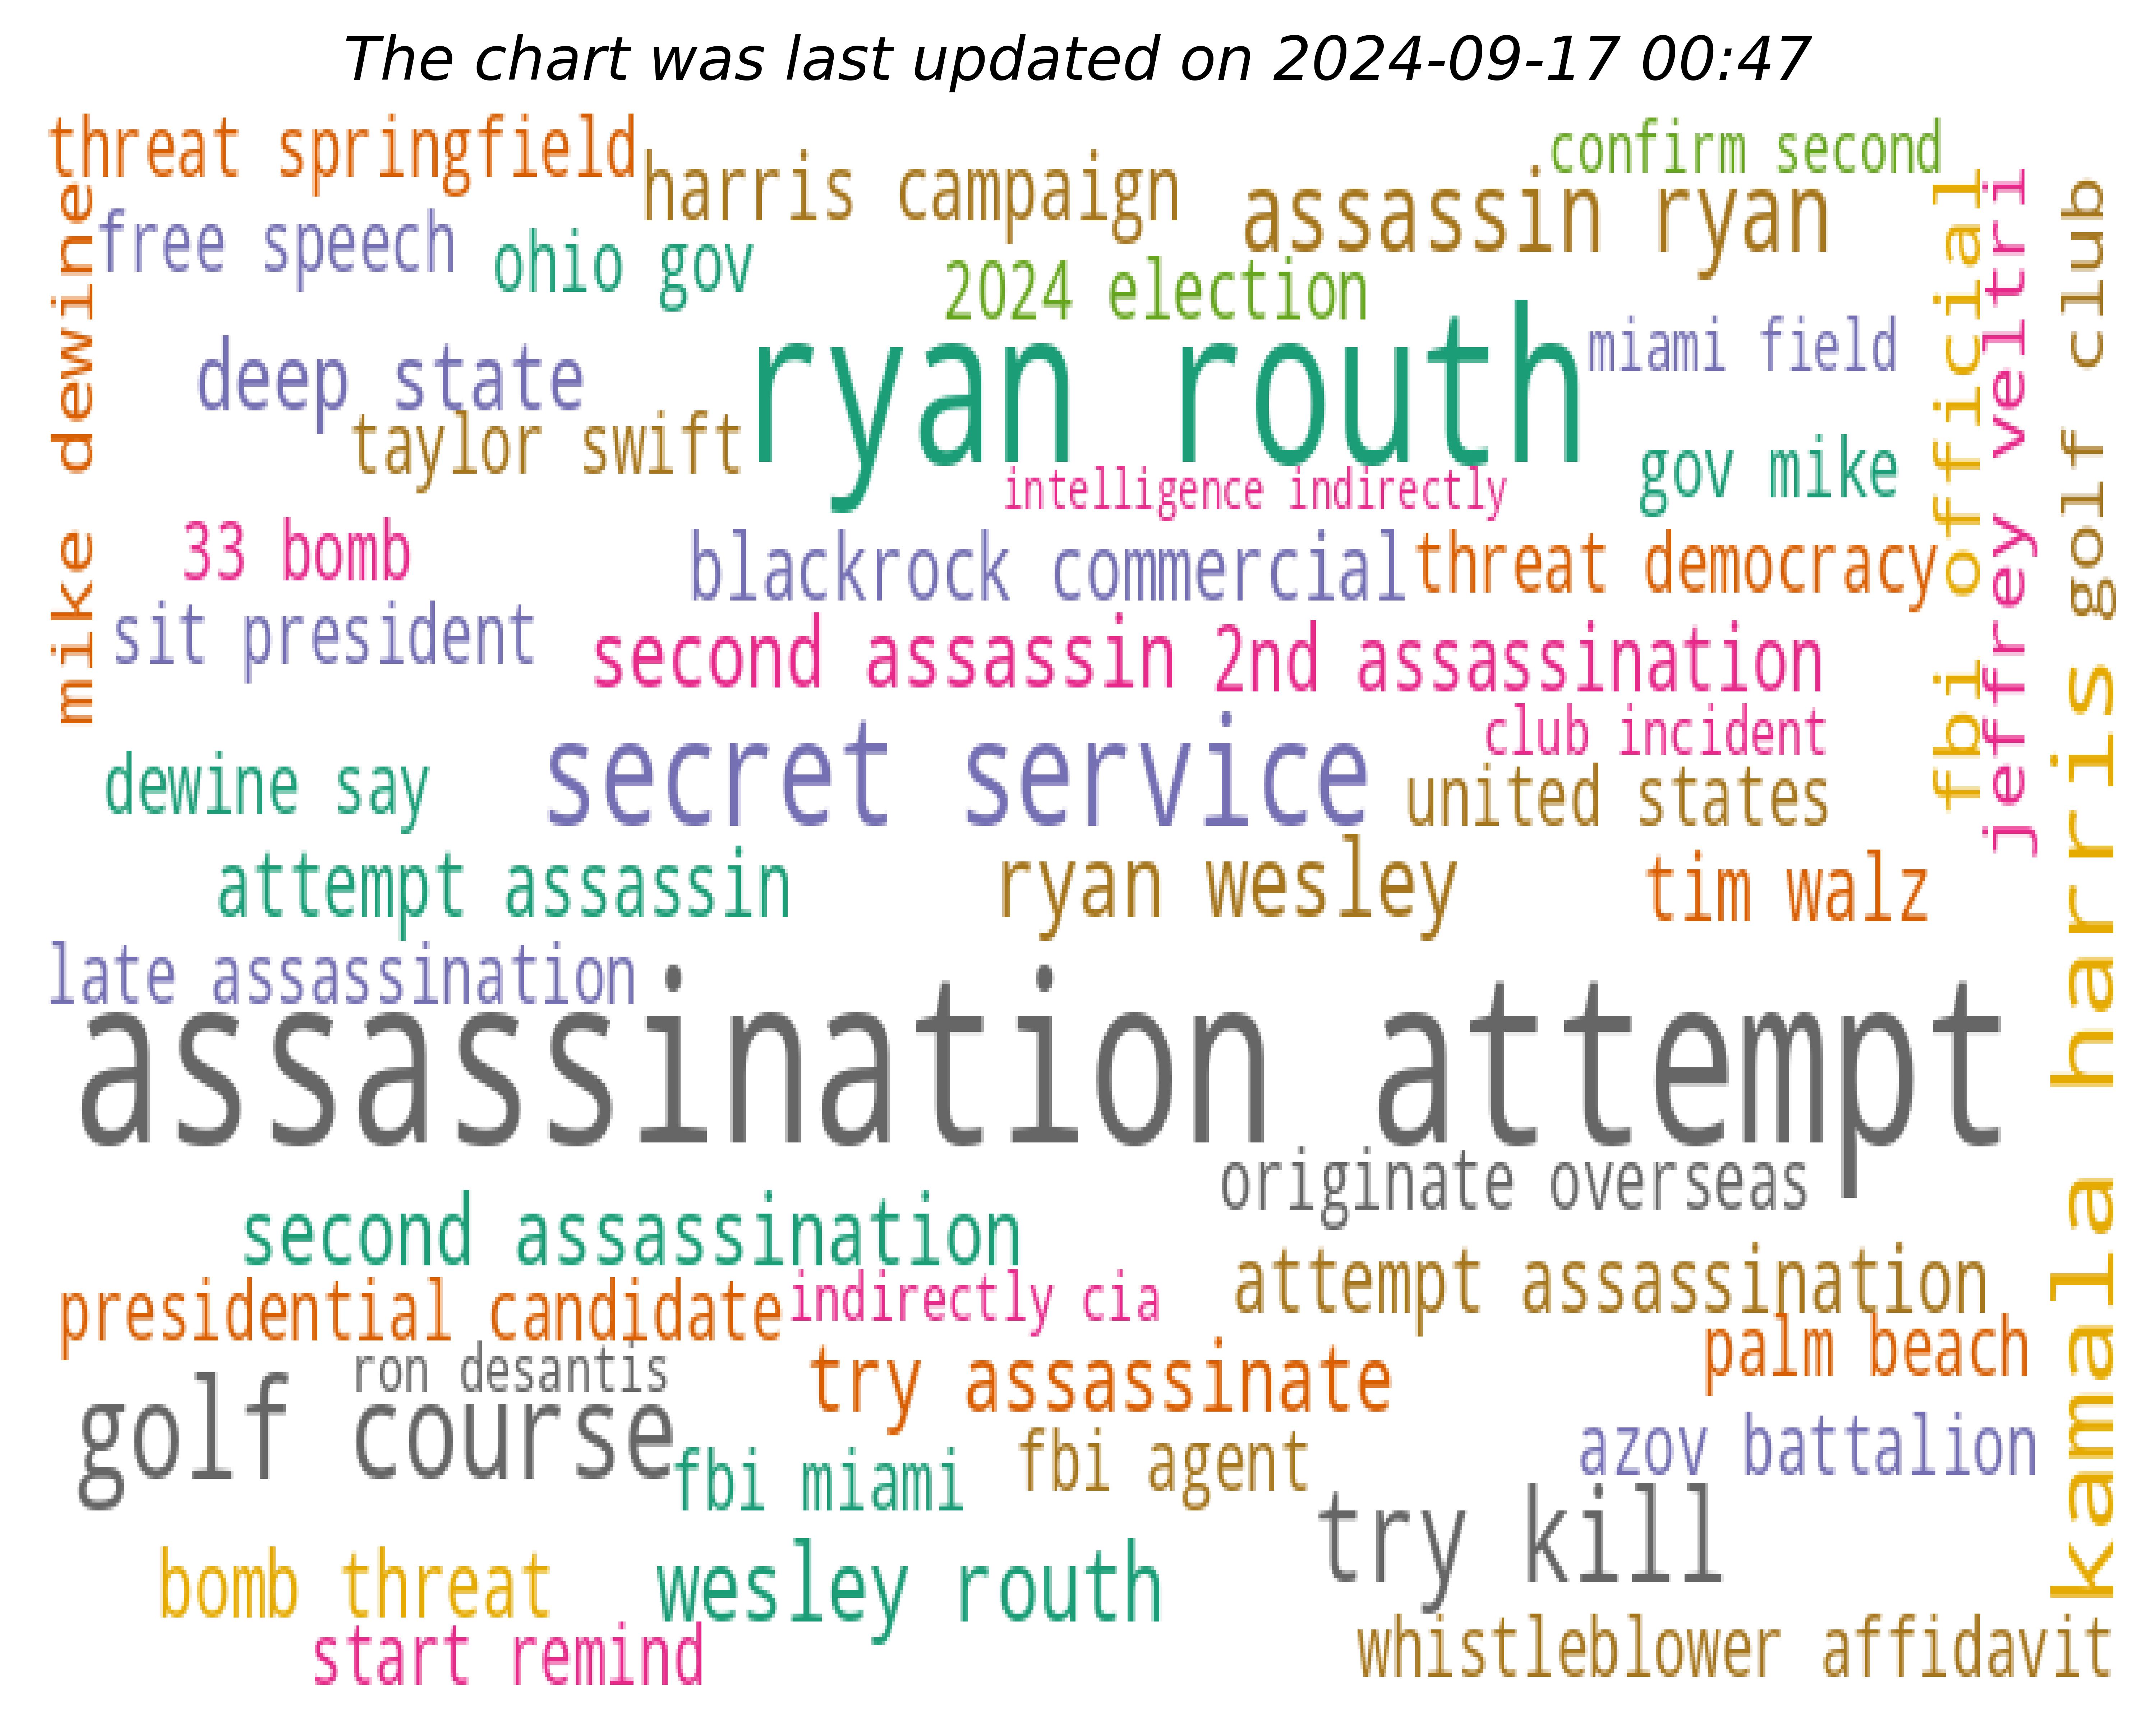 The chart was last updated on 2024-09-17 00:47
threat springfield
harris campaign
confirm second
assassin ryan
free speech
ohio gov
2024 election
mike dewine
fbi official
jeffrey veltri
golf club
ryan routh
miami field
deep state
taylor swift
gov mike
intelligence indirectly
33 bomb
blackrock commercial
threat democracy
sit president
second assassin
2nd assassination
secret service
club incident
united states
dewine say
attempt assassin
ryan wesley
tim walz
kamala harris
late assassination
assassination attempt
originate overseas
second assassination
attempt assassination
presidential candidate
indirectly cia
palm beach
ron desantis
try assassinate
golf course
fbi miami
fbi agent
azov battalion
try kill
bomb threat
wesley routh
start remind
whistleblower affidavit